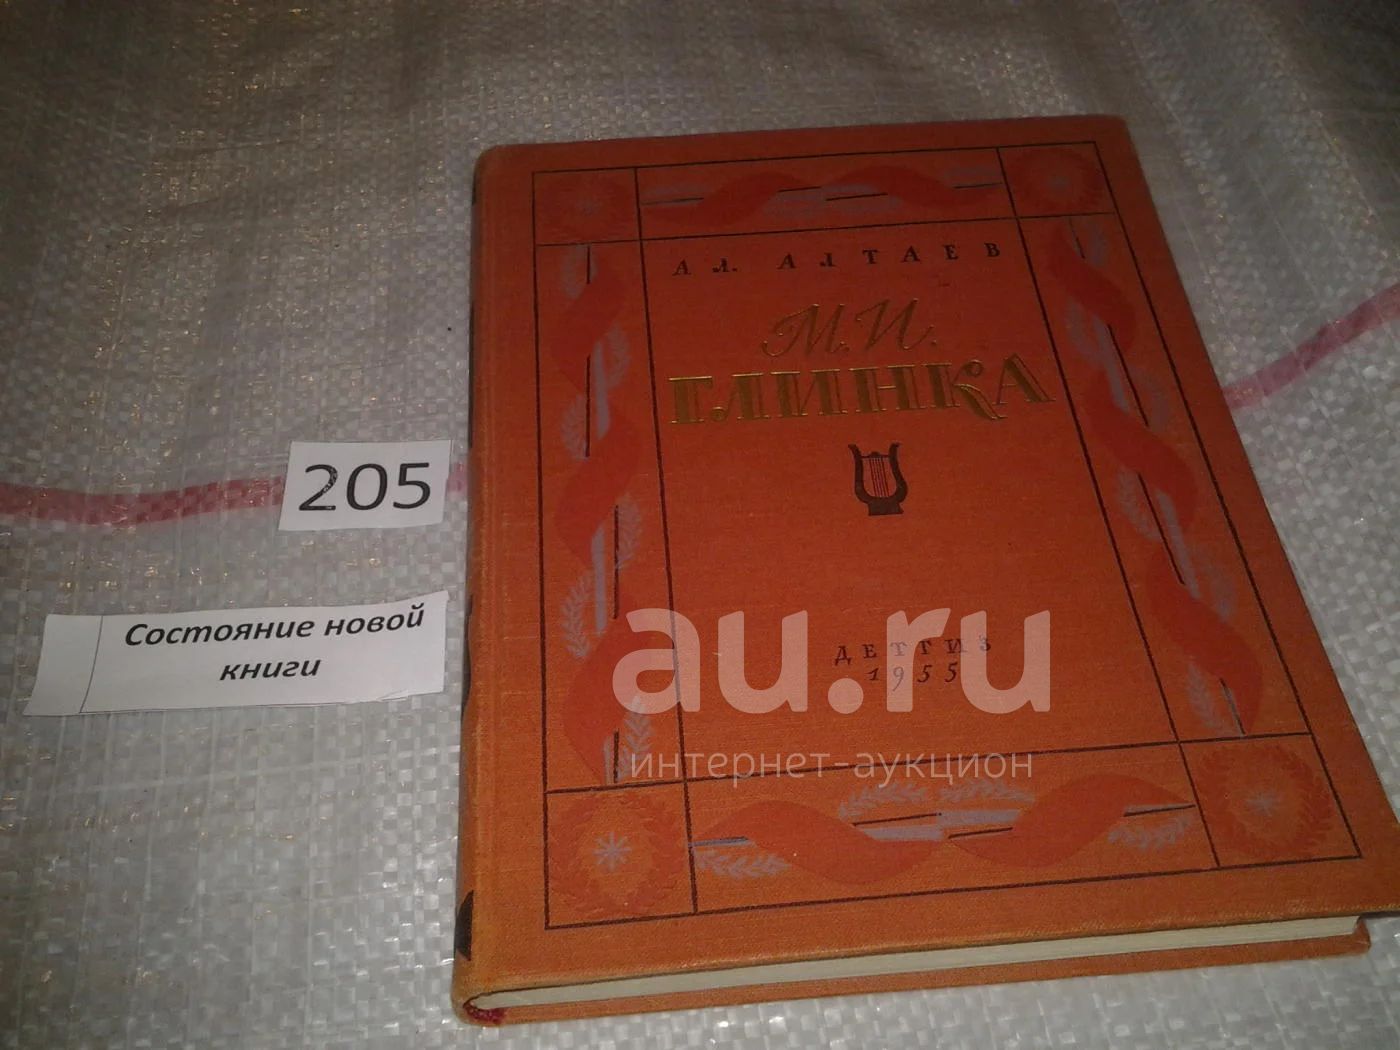 АЛ. АЛТАЕВ
М. И.
ГЛИНКА
205
Состояние новой
книги
ДЕТГИЗ
1955
au.ru
интернет-аукцион